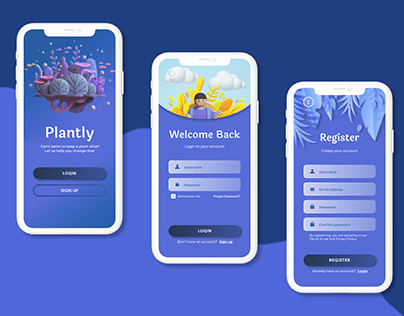 Plantly
Can't seem to keep a plant alive?
Let us help you change that
LOGIN
SIGN UP
Welcome Back
Login to your account
Username
Password
Remember me Forgot Password?
LOGIN
Don't have an account? Sign up
Register
Create your account
Username
Email address
Password
Confirm password
By registering, you are agreeing to our
Terms of use and Privacy Policy.
REGISTER
Already have an account? Login